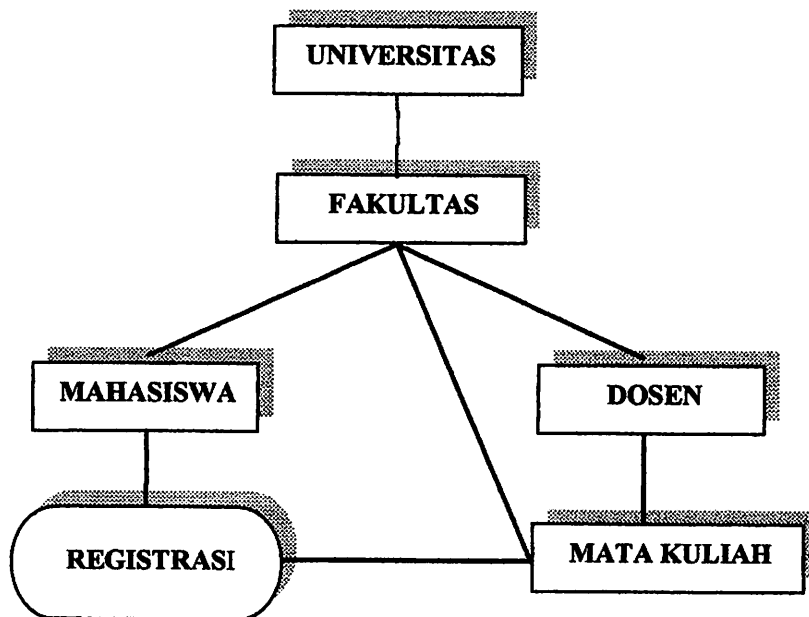 UNIVERSITAS
FAKULTAS
MAHASISWA
DOSEN
REGISTRASI
MATA KULIAH